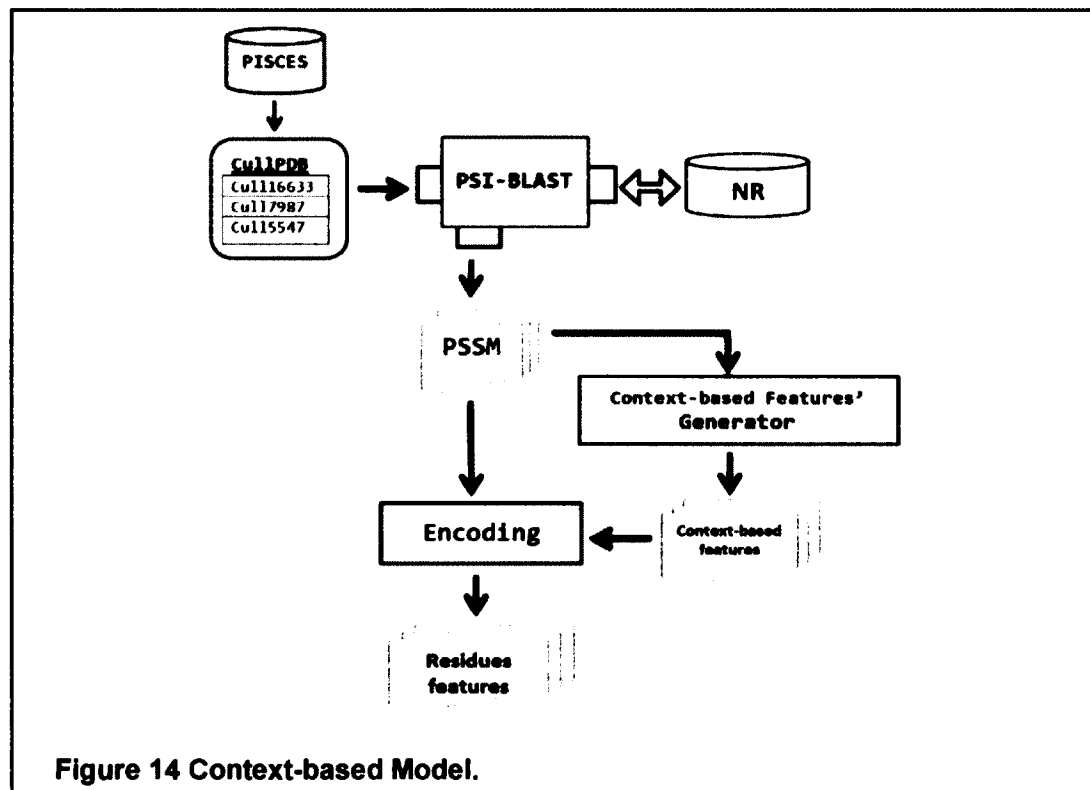 PISCES
CullPDB
Cull16633
Cull7987
Cull5547
PSI-BLAST
NR
PSSM
Context-based Features'
Generator
Encoding
Context-based
features
Residues
features
Figure 14 Context-based Model.